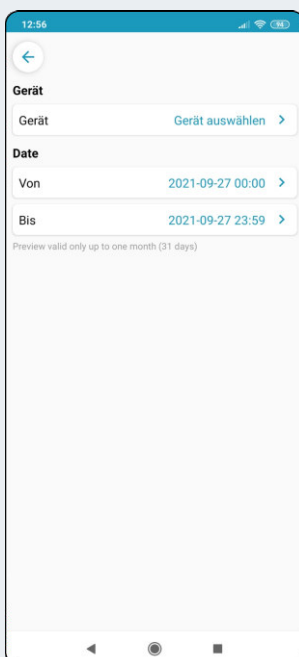 12:56
94
Gerät
Gerät Gerät auswählen
Date
Von 2021-09-27 00:00
Bis 2021-09-27 23:59
Preview valid only up to one month (31 days)